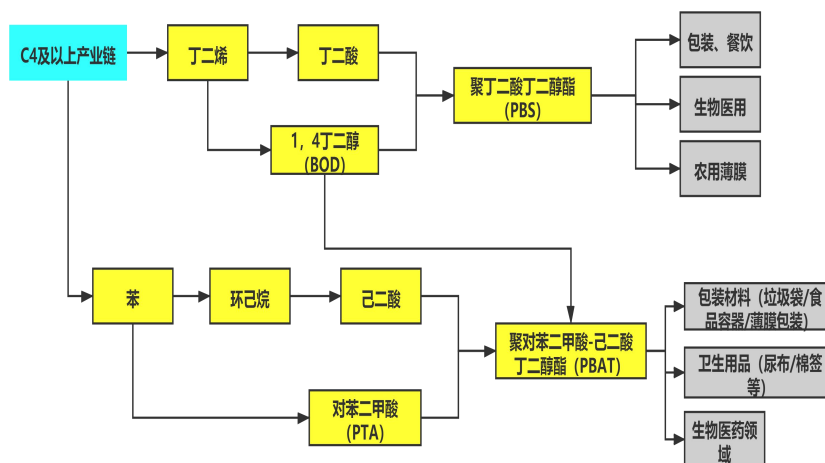 C4及以上产业链
丁二烯
丁二酸
1，4丁二醇
（BOD）
聚丁二酸丁二醇酯
（PBS）
包装、餐饮
生物医用
农用薄膜
苯
环己烷
己二酸
对苯二甲酸
（PTA）
聚对苯二甲酸-己二酸
丁二醇酯（PBAT）
包装材料（垃圾袋/食
品容器/薄膜包装）
卫生用品（尿布/棉签
等）
生物医药领
域